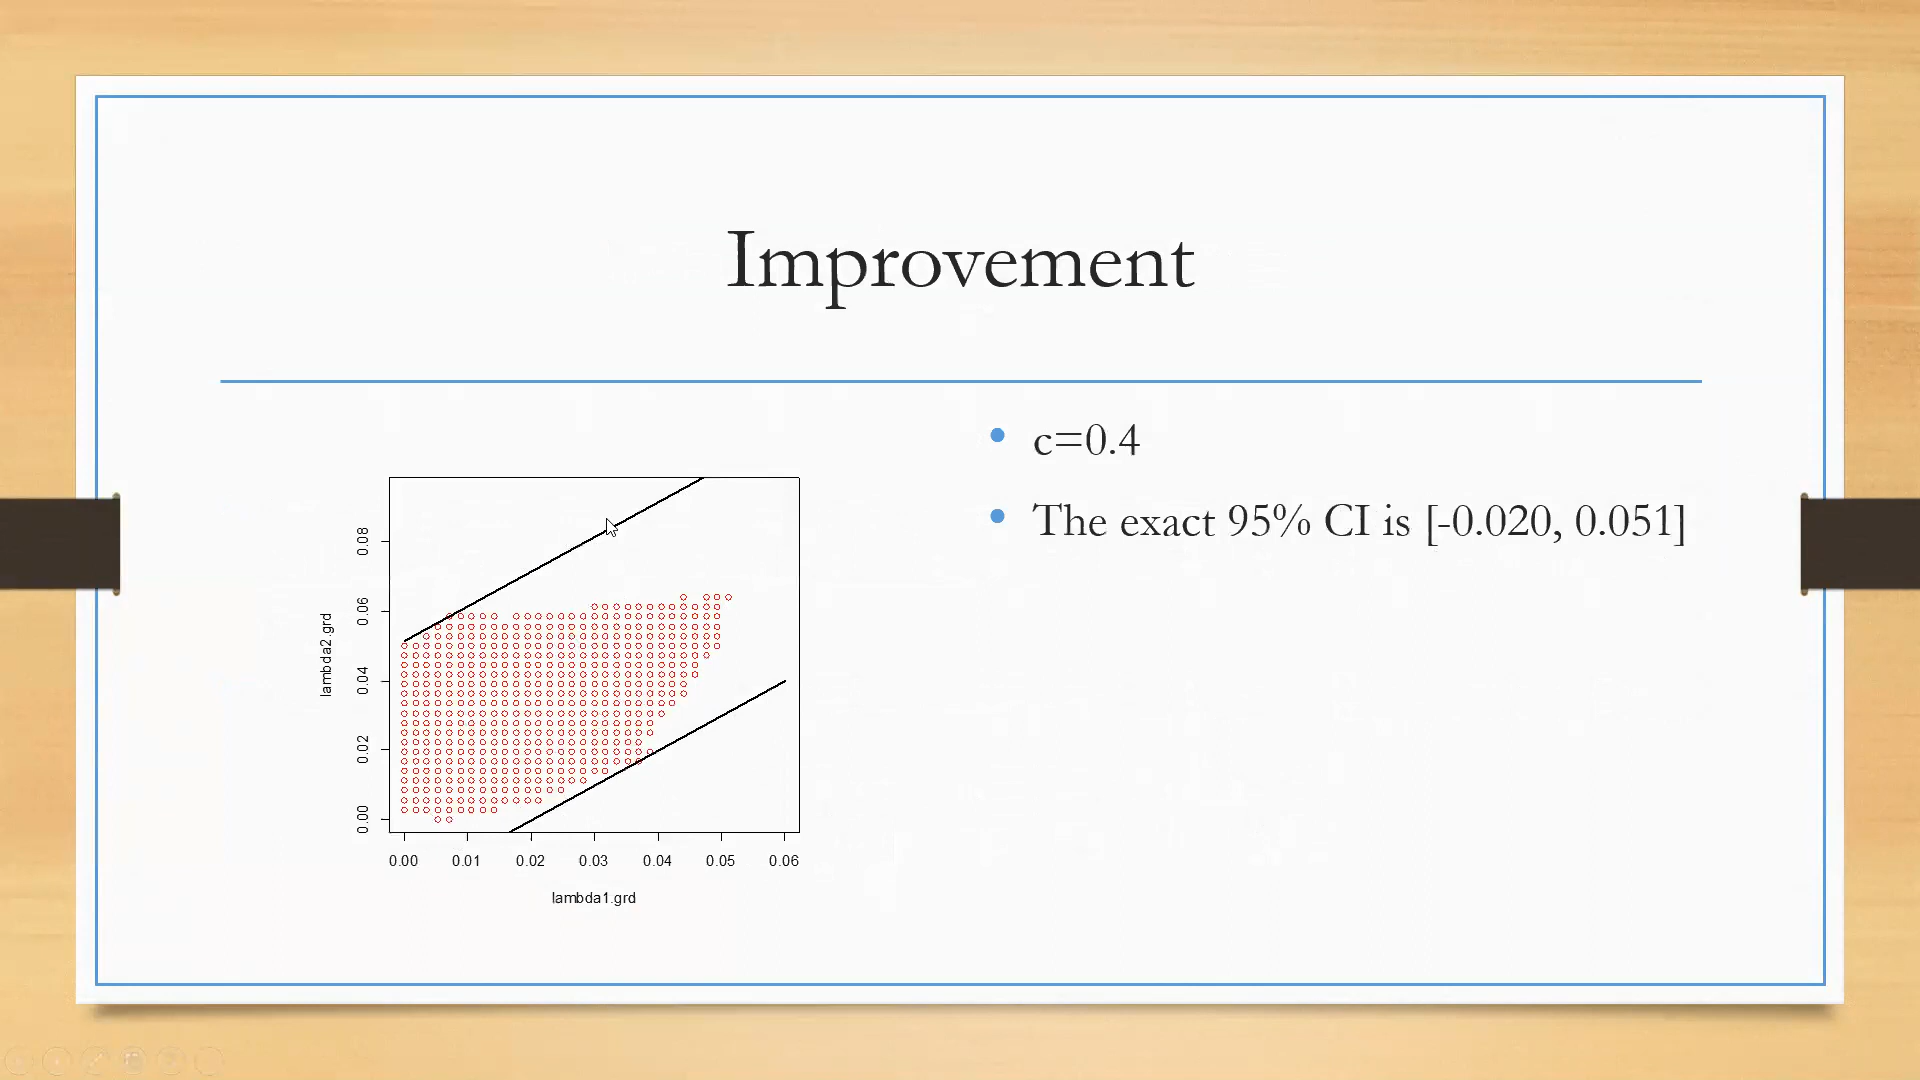 Improvement
c=0.4
The exact 95% CI is [-0.020, 0.051]
lambda2.grd
0.08
0.06
0.04
0.02
0.00
0.00 0.01 0.02 0.03 0.04 0.05 0.06
lambda1.grd